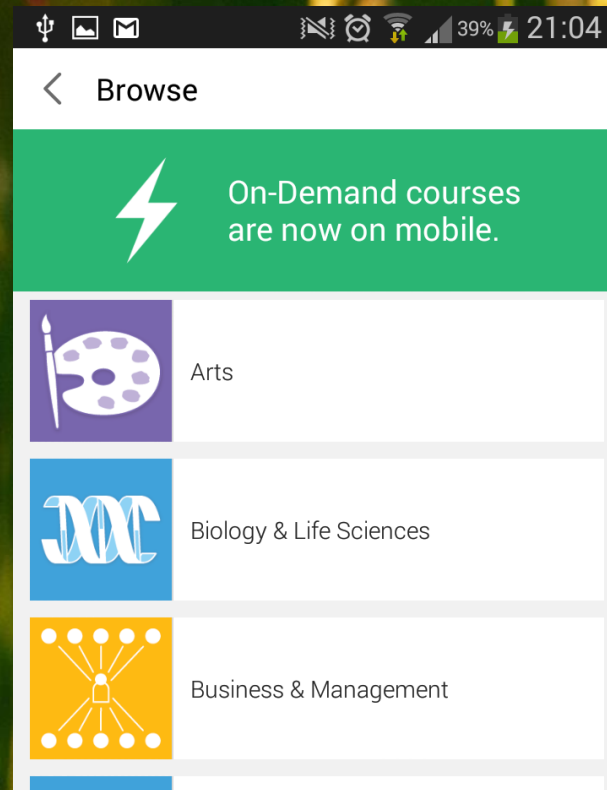 39% 21:04
Browse
On-Demand courses
are now on mobile.
Arts
Biology & Life Sciences
Business & Management